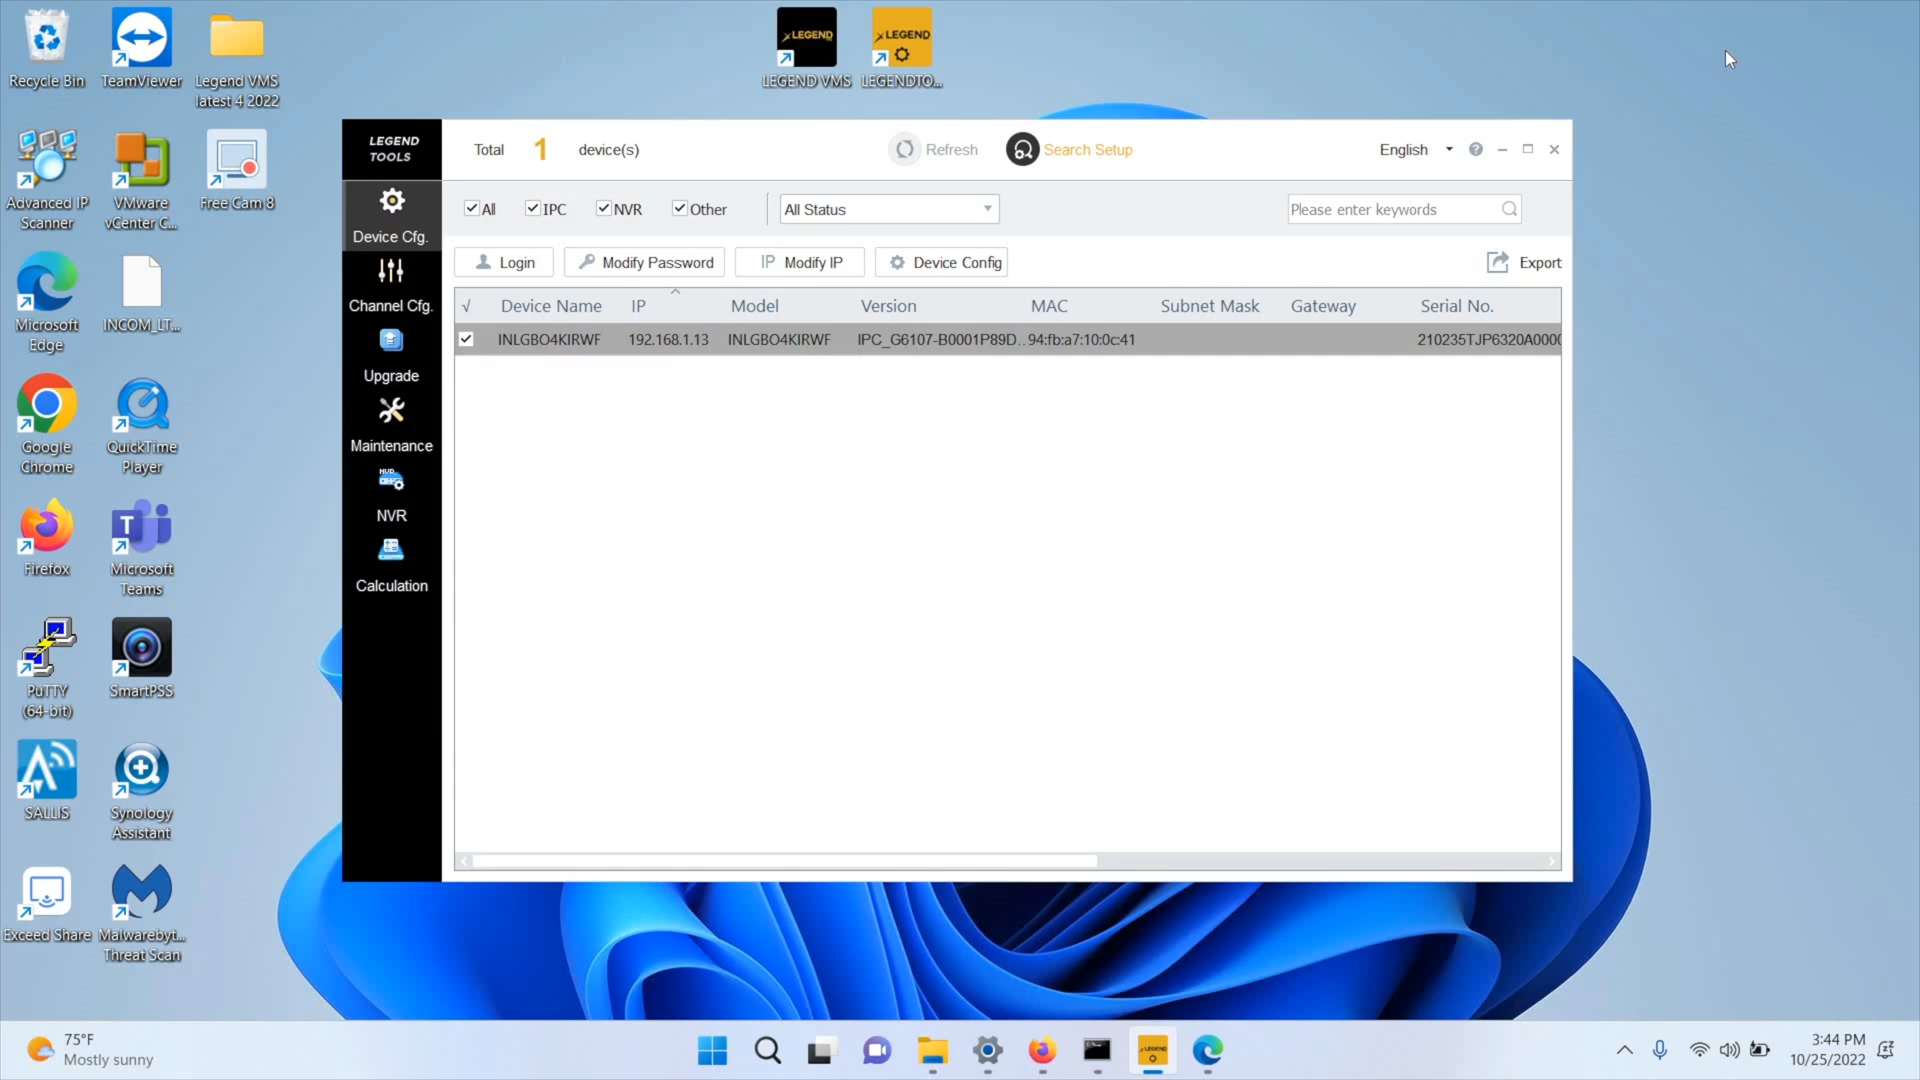 Recycle Bin
TeamViewer
Legend VMS
latest 4 2022
Advanced IP
Scanner
VMware
vCenter C...
Free Cam 8
Microsoft
Edge
INCOM_LT...
Google
Chrome
QuickTime
Player
Firefox
Microsoft
Teams
PuTTY
(64-bit)
SmartPSS
SALLIS
Synology
Assistant
Exceed Share
Malwarebyt...
Threat Scan
LEGEND
LEGEND VMS
LEGEND
LEGENDTO...
LEGEND
TOOLS
Total 1 device(s)
Refresh
Search Setup
English
Device Cfg.
Channel Cfg.
Upgrade
Maintenance
NVR
NVR
Calculation
All IPC NVR Other
All Status
Please enter keywords
Login
Modify Password
IP Modify IP
Device Config
Export
√ Device Name IP Model Version MAC Subnet Mask Gateway Serial No.
INLGBO4KIRWF 192.168.1.13 INLGBO4KIRWF IPC_G6107-B0001P89D... 94:fb:a7:10:0c:41 210235TJP6320A0000
75°F
Mostly sunny
LEGEND
3:44 PM
10/25/2022